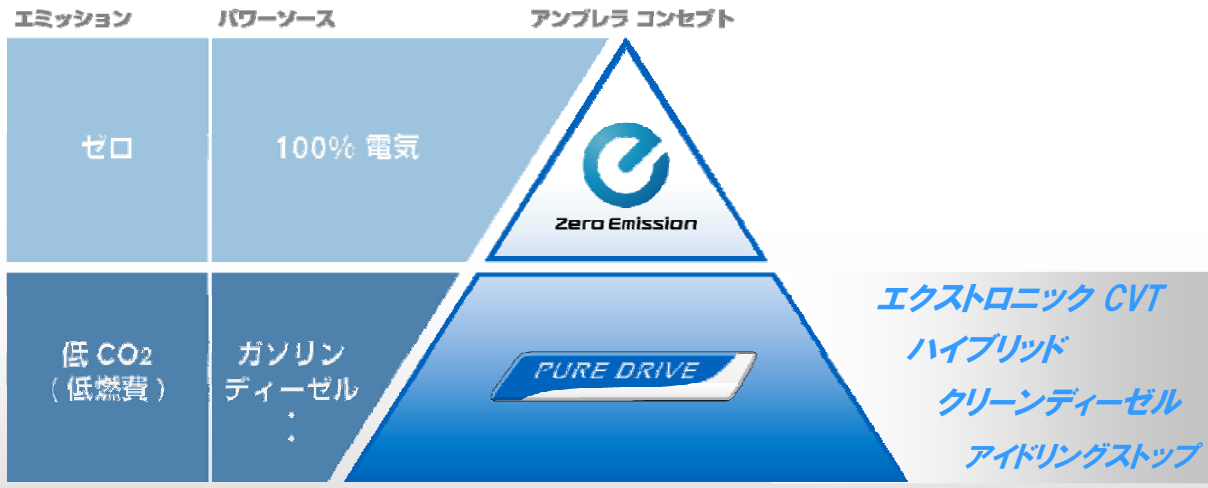 エミッション パワーソース アンブレラ コンセプト
ゼロ 100% 電気
Zero Emission
低 CO2 ガソリン
(低燃費) ディーゼル
・
・
PURE DRIVE
エクストロニック CVT
ハイブリッド
クリーンディーゼル
アイドリングストップ